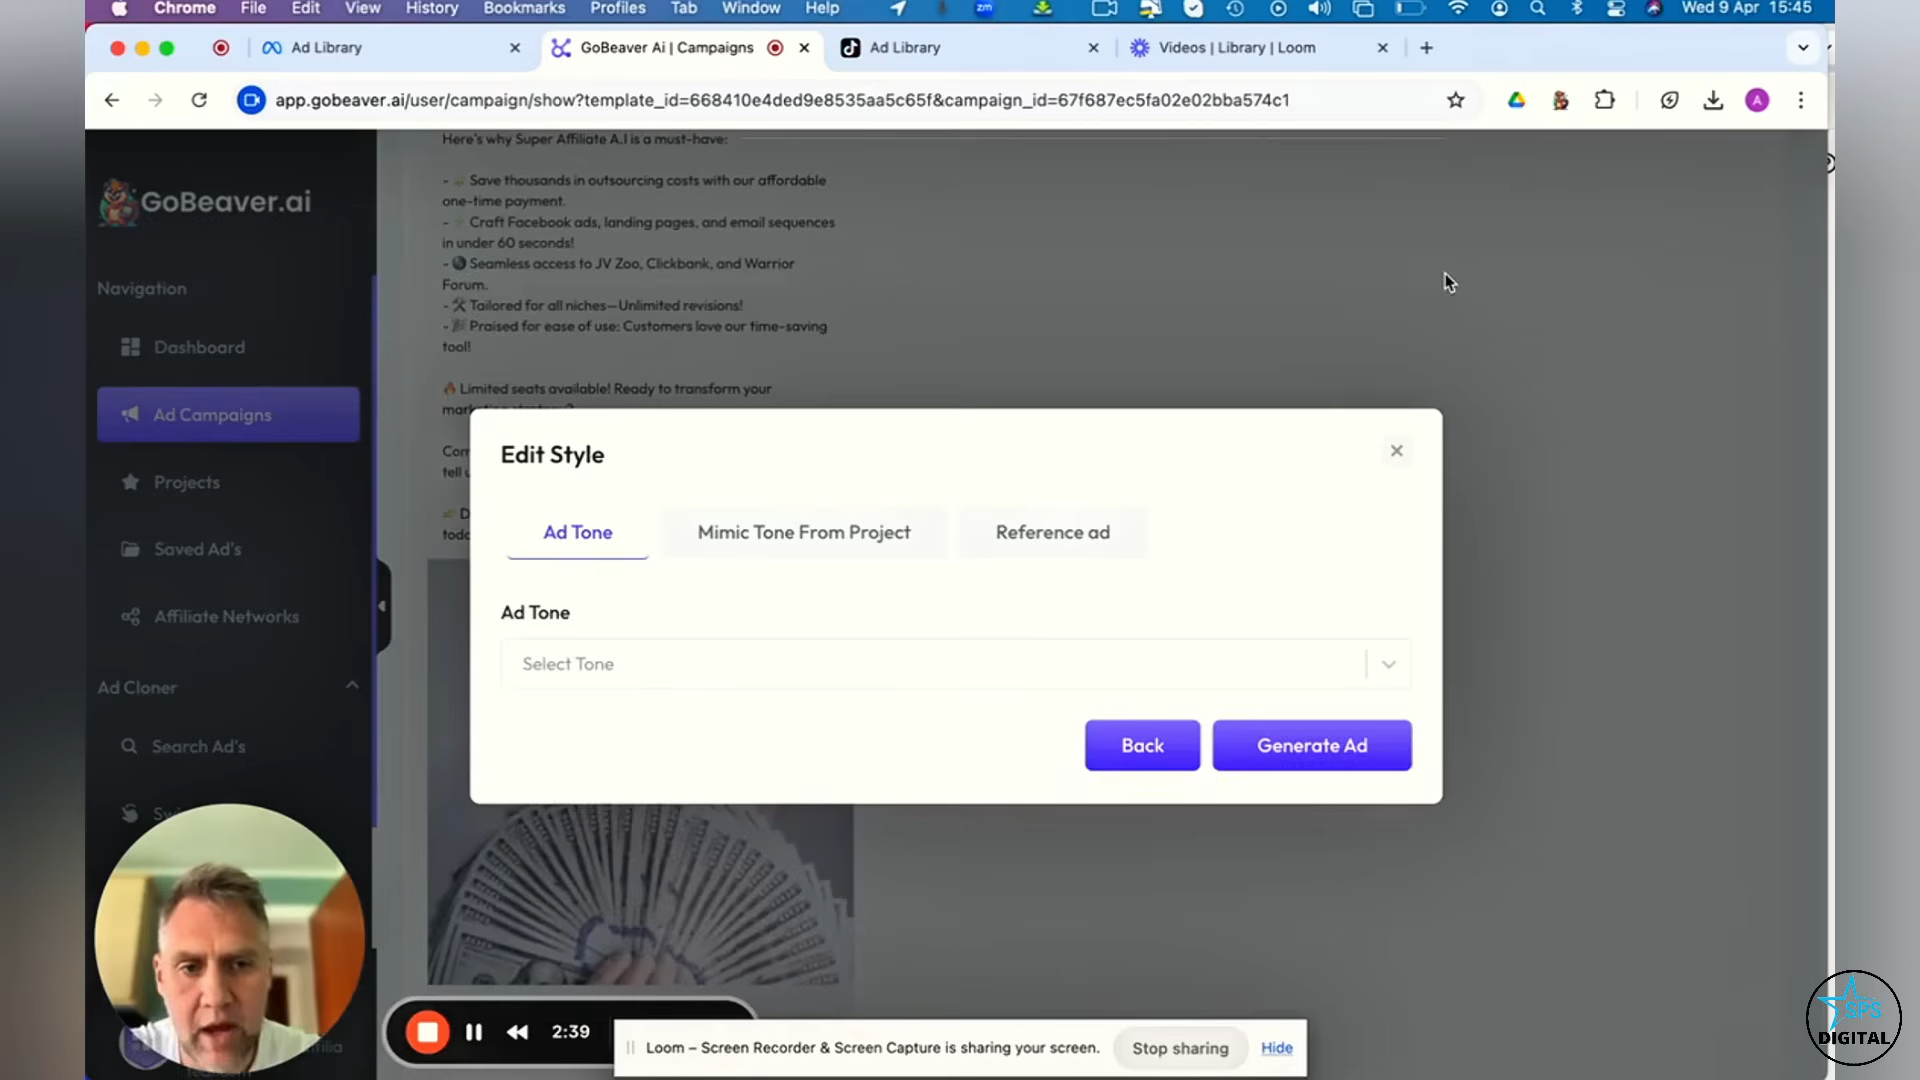 Chrome File Edit View History Bookmarks Profiles Tab Window Help zm Wed 9 Apr 15:45
Ad Library GoBeaver Ai | Campaigns Ad Library Videos | Library | Loom
app.gobeaver.ai/user/campaign/show?template_id=668410e4ded9e8535aa5c65f&campaign_id=67f687ec5fa02e02bba574c1 A
Here's why Super Affiliate A.I is a must-have:
- Save thousands in outsourcing costs with our affordable
one-time payment.
- Craft Facebook ads, landing pages, and email sequences
in under 60 seconds!
- Seamless access to JV Zoo, Clickbank, and Warrior
Forum.
- Tailored for all niches—Unlimited revisions!
- Praised for ease of use: Customers love our time-saving
tool!
Limited seats available! Ready to transform your
GoBeaver.ai
Navigation
Dashboard
Ad Campaigns
Projects
Saved Ad's
Affiliate Networks
Ad Cloner
Search Ad's
Edit Style
Ad Tone Mimic Tone From Project Reference ad
Ad Tone
Select Tone
Back Generate Ad
2:39
Loom – Screen Recorder & Screen Capture is sharing your screen. Stop sharing Hide
SPS
DIGITAL